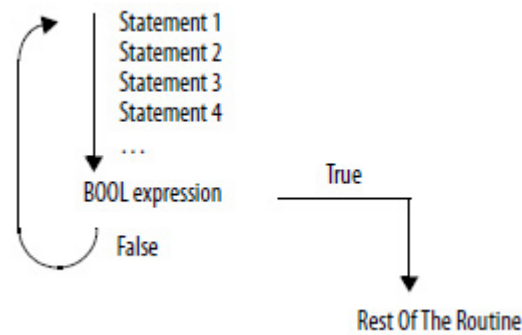 Statement 1
Statement 2
Statement 3
Statement 4
...
BOOL expression
True
False
Rest Of The Routine